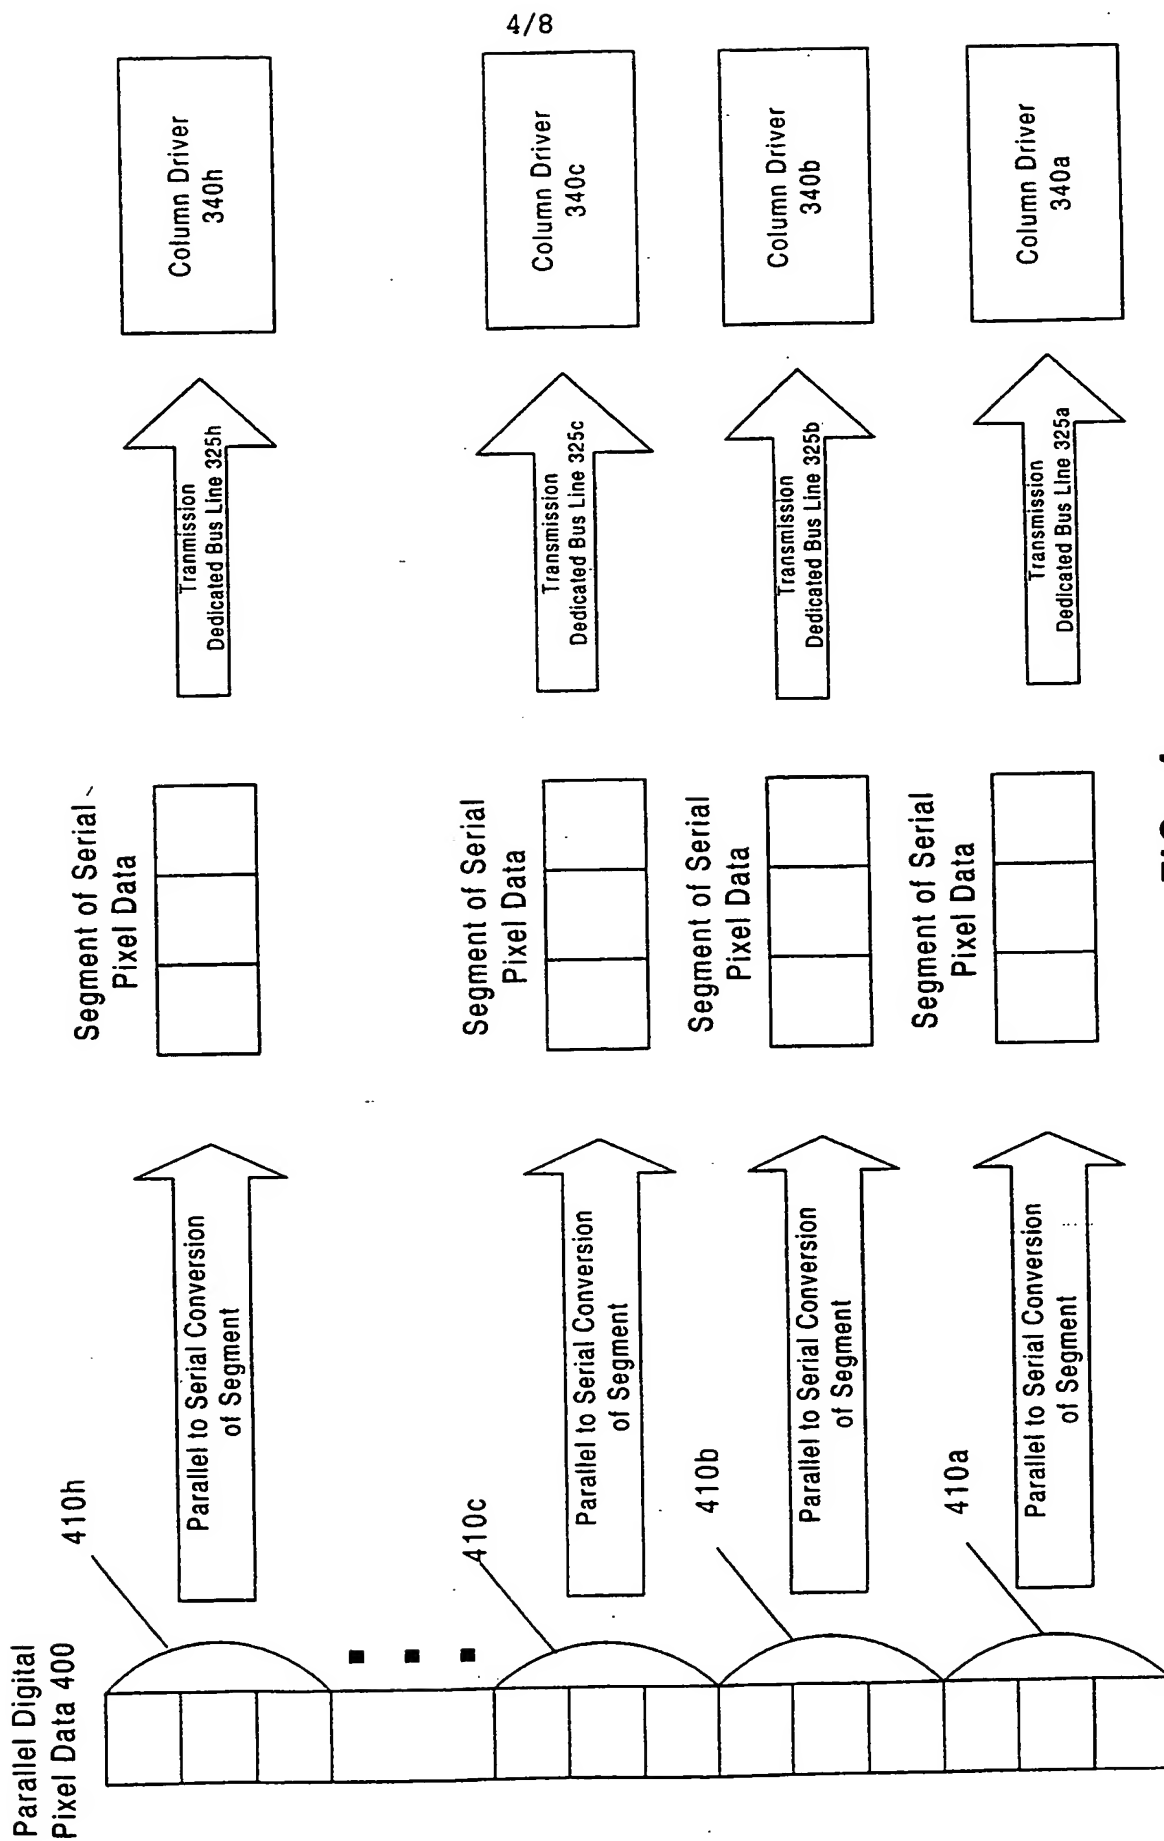 4/8
Parallel Digital
Pixel Data 400
410h
Parallel to Serial Conversion
of Segment
Segment of Serial
Pixel Data
Tranmission
Dedicated Bus Line 325h
Column Driver
340h
410c
Parallel to Serial Conversion
of Segment
Segment of Serial
Pixel Data
Transmission
Dedicated Bus Line 325c
Column Driver
340c
410b
Parallel to Serial Conversion
of Segment
Segment of Serial
Pixel Data
Transmission
Dedicated Bus Line 325b
Column Driver
340b
410a
Parallel to Serial Conversion
of Segment
Segment of Serial
Pixel Data
Transmission
Dedicated Bus Line 325a
Column Driver
340a